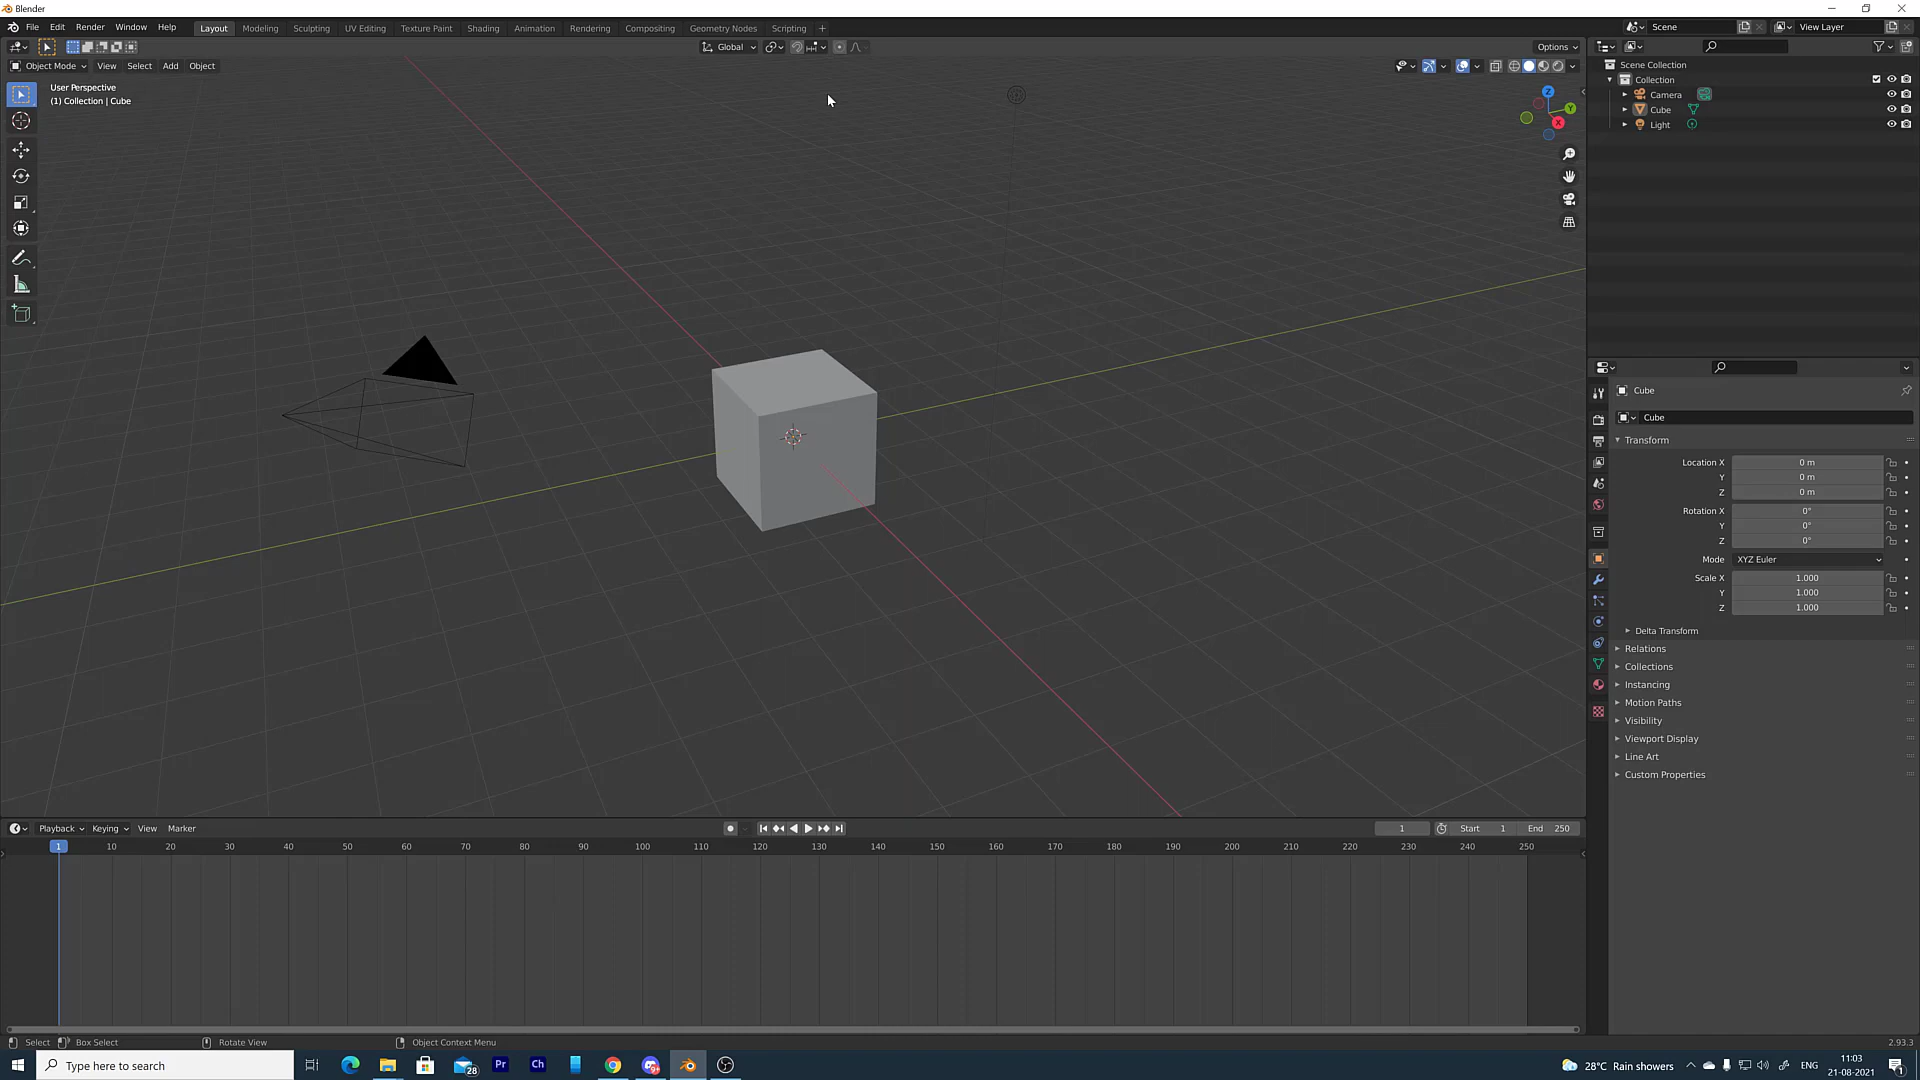 Blender
File Edit Render Window Help Layout Modeling Sculpting UV Editing Texture Paint Shading Animation Rendering Compositing Geometry Nodes Scripting + Scene View Layer
Global Options
Object Mode View Select Add Object
User Perspective
(1) Collection | Cube
Z
Y
X
Scene Collection
Collection
Camera
Cube
Light
Cube
Cube
Transform
Location X 0 m
Y 0 m
Z 0 m
Rotation X 0°
Y 0°
Z 0°
Mode XYZ Euler
Scale X 1.000
Y 1.000
Z 1.000
Delta Transform
Relations
Collections
Instancing
Motion Paths
Visibility
Viewport Display
Line Art
Custom Properties
Playback Keying View Marker 1 Start 1 End 250
1 10 20 30 40 50 60 70 80 90 100 110 120 130 140 150 160 170 180 190 200 210 220 230 240 250
Select Box Select Rotate View Object Context Menu 2.93.3
Type here to search 28 Pr Ch 9+ 28°C Rain showers ENG 11:03
21-08-2021 1